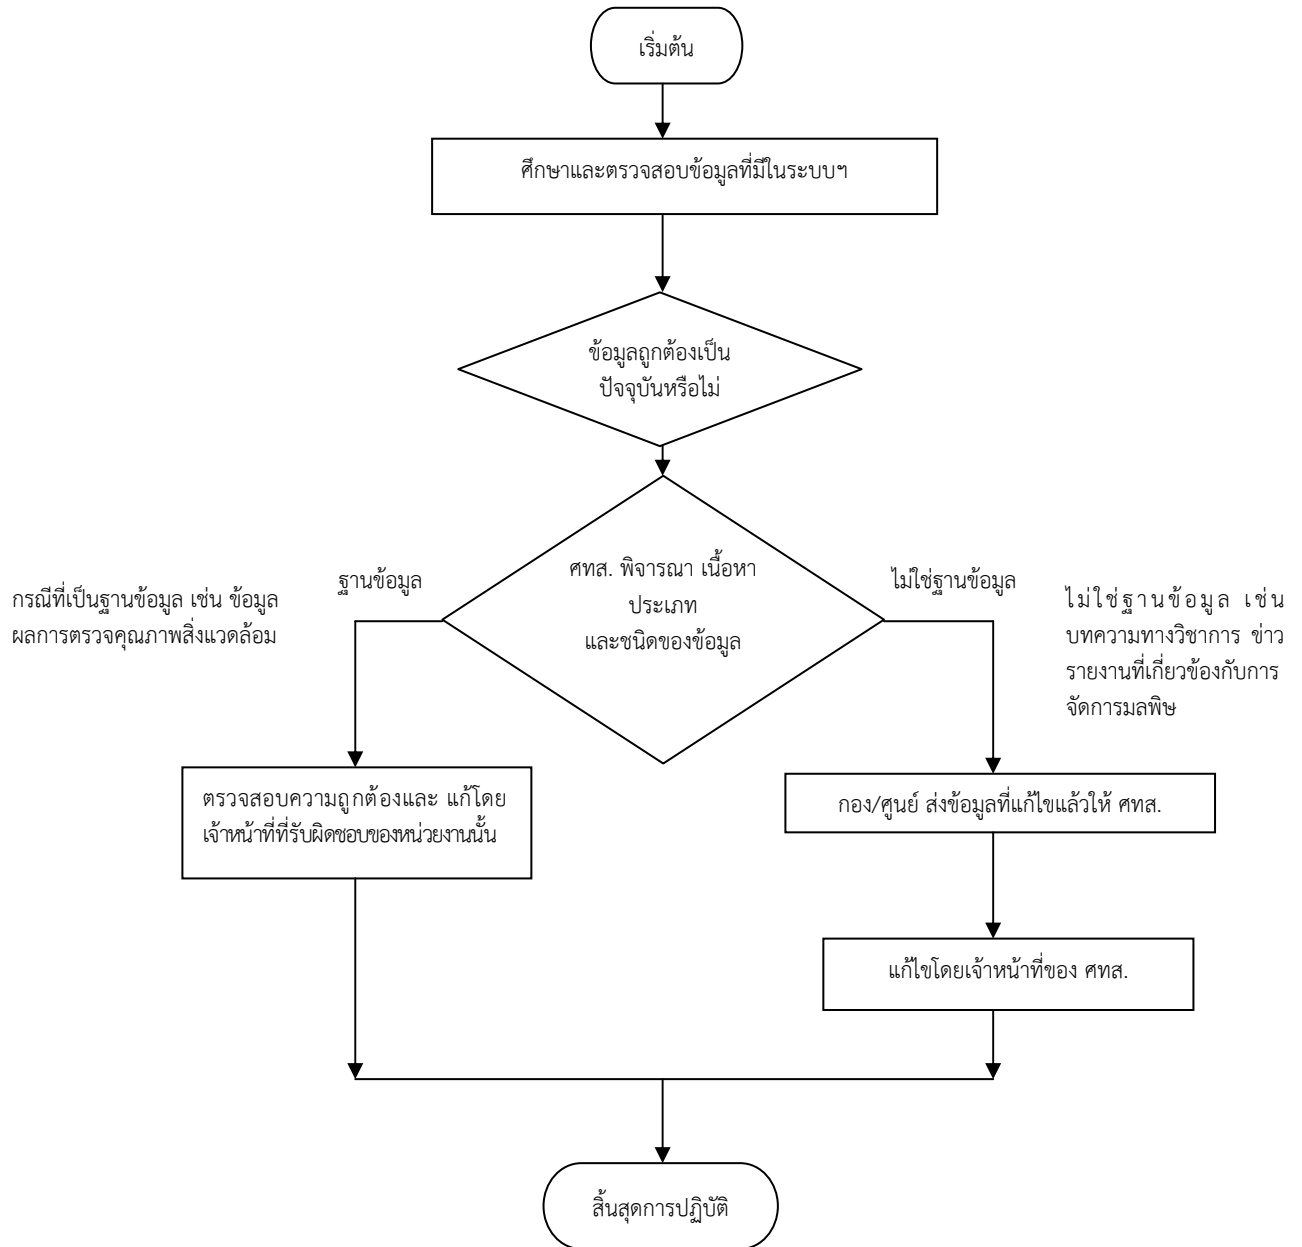 เริ่มต้น
ศึกษาและตรวจสอบข้อมูลที่มีในระบบฯ
ข้อมูลถูกต้องเป็น
ปัจจุบันหรือไม่
ศทส. พิจารณา เนื้อหา
ประเภท
และชนิดของข้อมูล
ฐานข้อมูล
ไม่ใช่ฐานข้อมูล
กรณีที่เป็นฐานข้อมูล เช่น ข้อมูล
ผลการตรวจคุณภาพสิ่งแวดล้อม
ไม่ใช่ฐานข้อมูล เช่น
บทความทางวิชาการ ข่าว
รายงานที่เกี่ยวข้องกับการ
จัดการมลพิษ
ตรวจสอบความถูกต้องและ แก้โดย
เจ้าหน้าที่ที่รับผิดชอบของหน่วยงานนั้น
กอง/ศูนย์ ส่งข้อมูลที่แก้ไขแล้วให้ ศทส.
แก้ไขโดยเจ้าหน้าที่ของ ศทส.
สิ้นสุดการปฏิบัติ